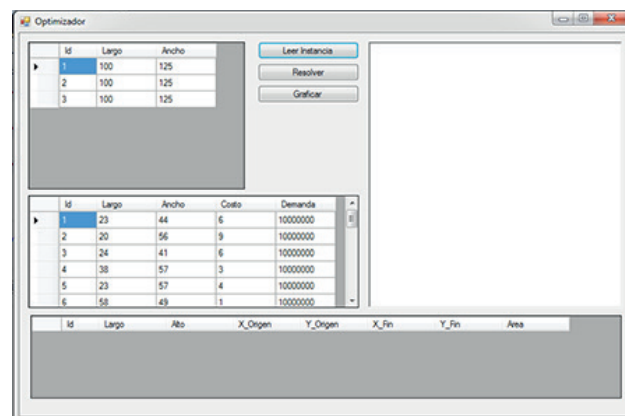 Optimizador
Id Largo Ancho
1 100 125
2 100 125
3 100 125
Leer Instancia
Resolver
Graficar
Id Largo Ancho Costo Demanda
1 23 44 6 10000000
2 20 56 9 10000000
3 24 41 6 10000000
4 38 57 3 10000000
5 23 57 4 10000000
6 58 49 1 10000000
Id Largo Alto X_Origen Y_Origen X_Fin Y_Fin Area